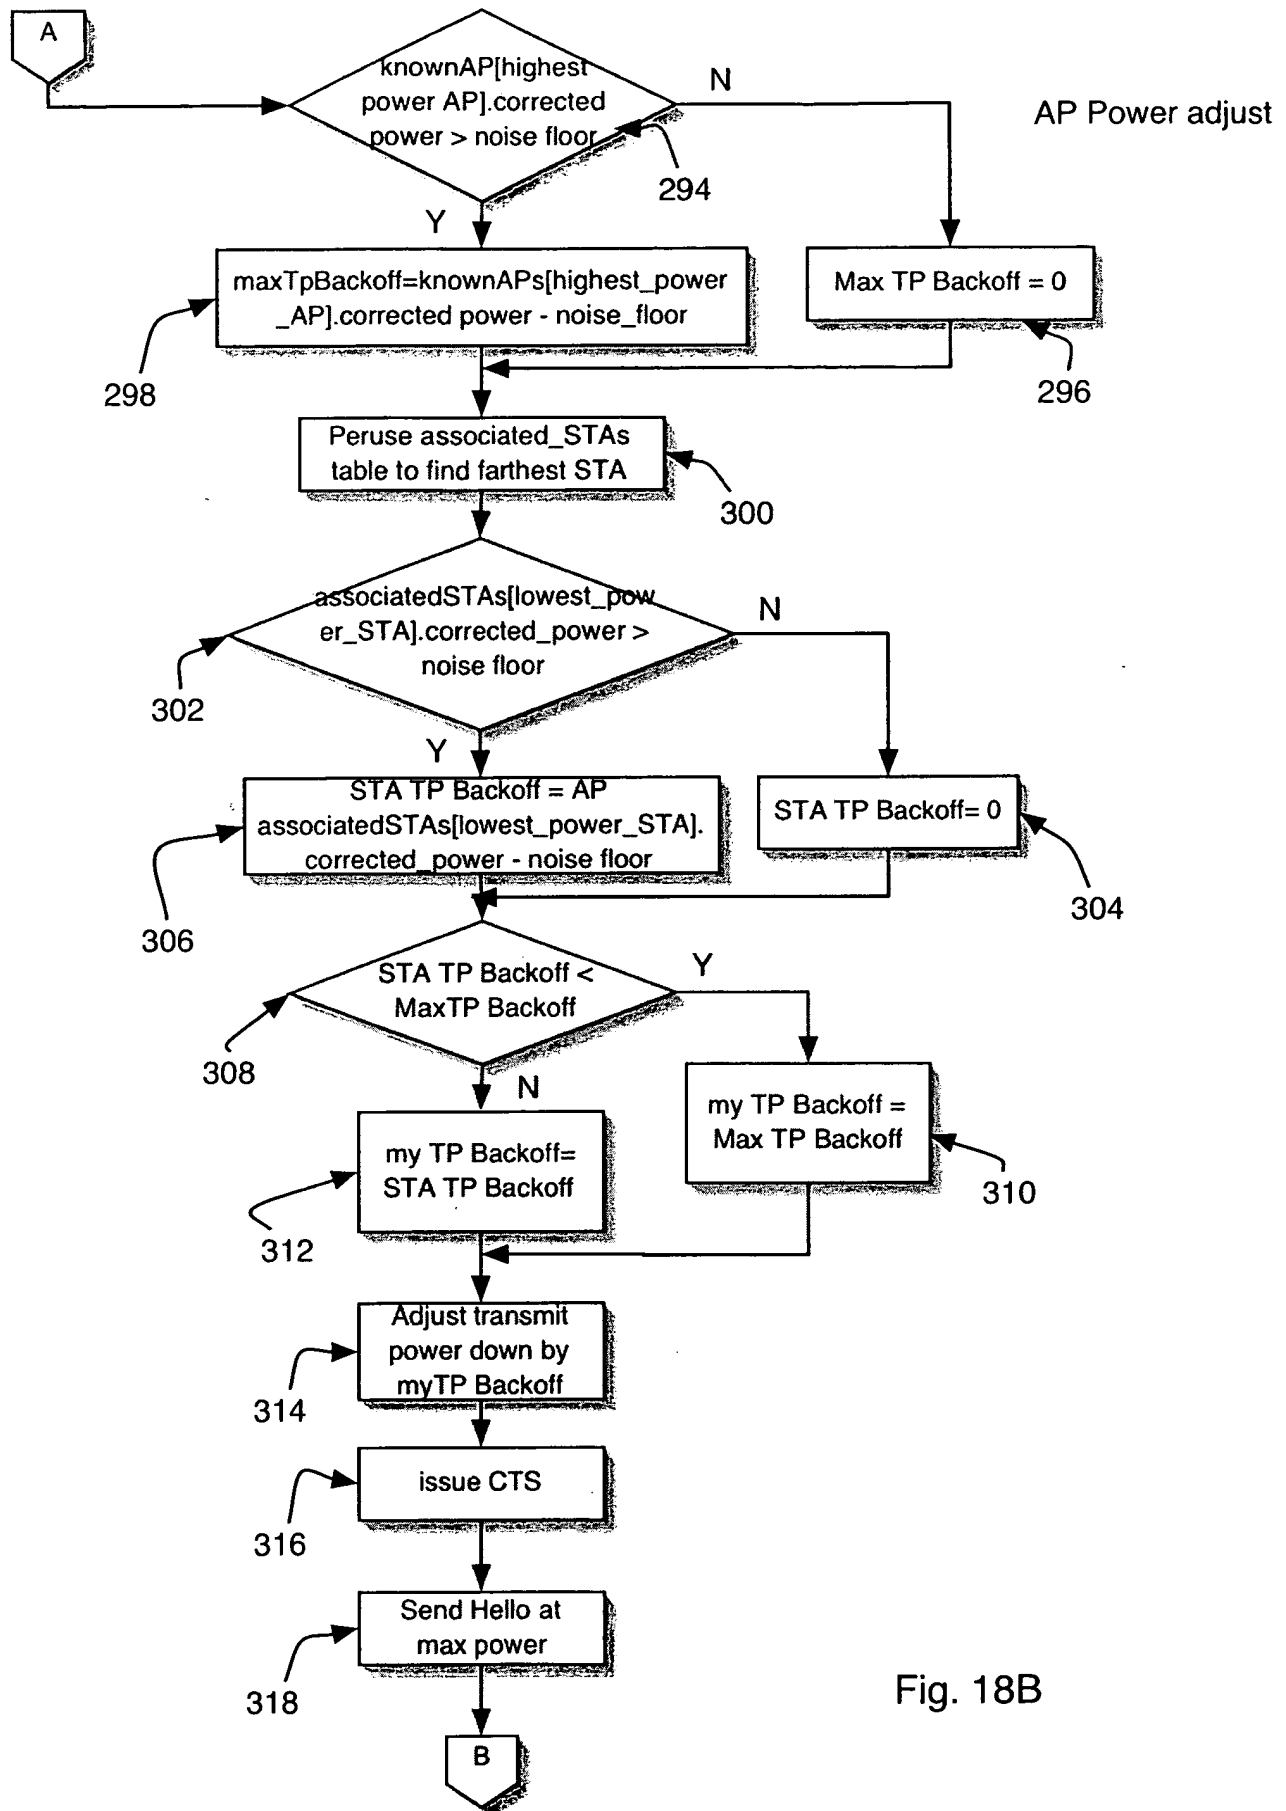 A
knownAP[highest
power AP].corrected
power > noise floor
N
AP Power adjust
294
Y
maxTpBackoff=knownAPs[highest_power
_AP].corrected power - noise_floor
Max TP Backoff = 0
298
296
Peruse associated_STAs
table to find farthest STA
300
associatedSTAs[lowest_pow
er_STA].corrected_power >
noise floor
N
302
Y
STA TP Backoff = AP
associatedSTAs[lowest_power_STA].
corrected_power - noise floor
STA TP Backoff= 0
306
304
STA TP Backoff <
MaxTP Backoff
Y
308
N
my TP Backoff =
Max TP Backoff
my TP Backoff=
STA TP Backoff
310
312
Adjust transmit
power down by
myTP Backoff
314
issue CTS
316
Send Hello at
max power
318
Fig. 18B
B